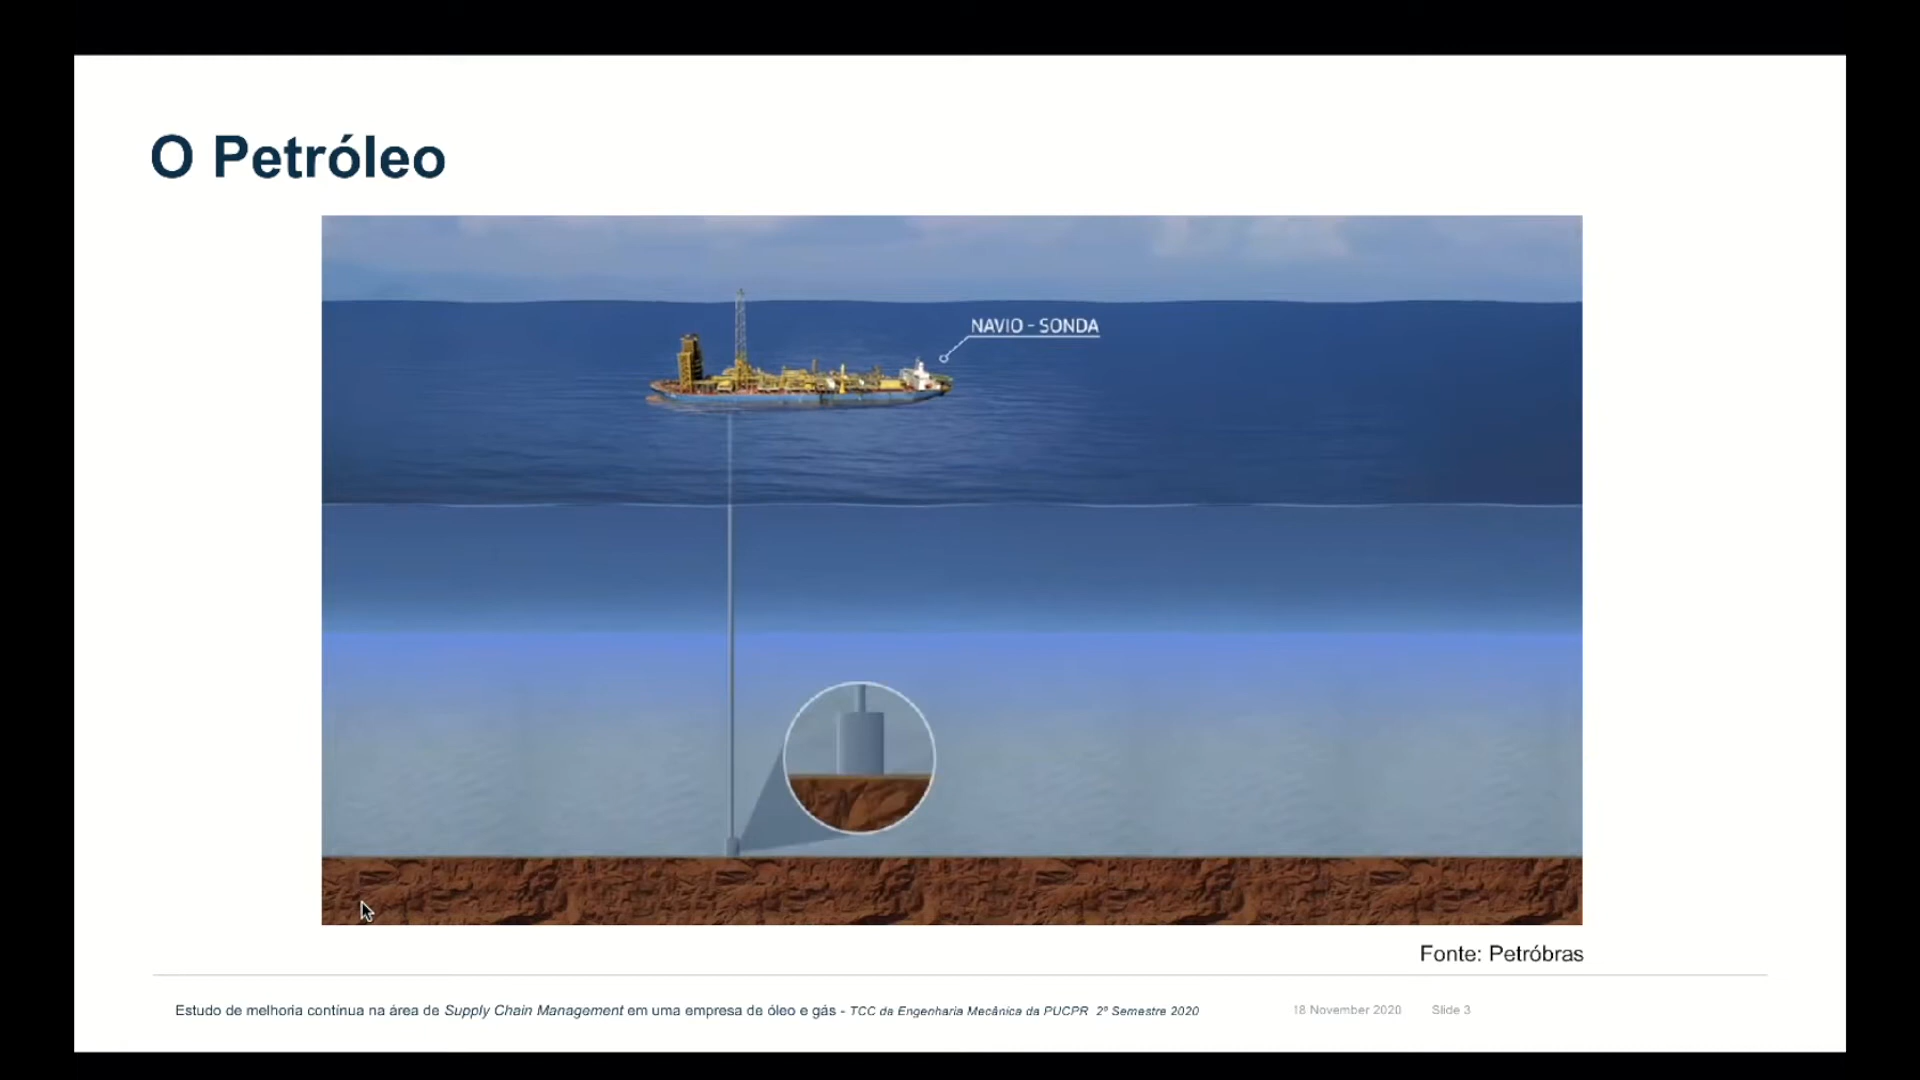 O Petróleo
NAVIO - SONDA
Fonte: Petróbras
Estudo de melhoria contínua na área de Supply Chain Management em uma empresa de óleo e gás - TCC da Engenharia Mecânica da PUCPR 2º Semestre 2020
18 November 2020
Slide 3